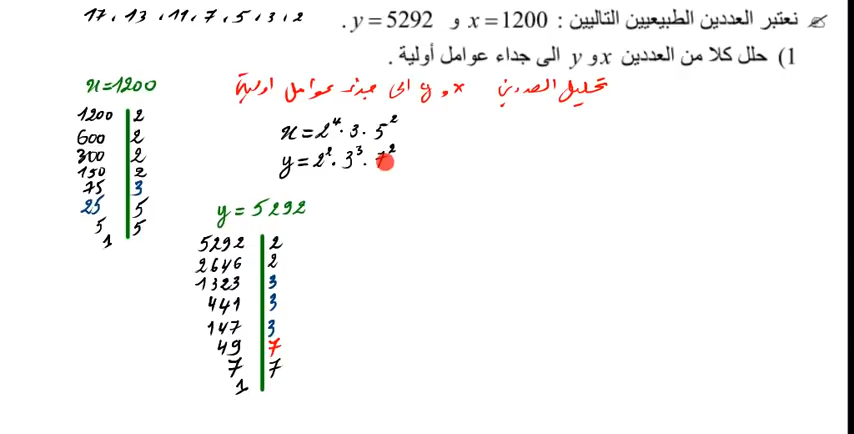 17 ، 13 ، 11 ، 7 ، 5 ، 3 ، 2
نعتبر العددين الطبيعيين التاليين : x = 1200 و y = 5292 .
1) حلل كلا من العددين x و y الى جداء عوامل أولية .
تحليل العددين x و y الى جداء عوامل اولية
x = 1200
1200 | 2
600 | 2
300 | 2
150 | 2
75 | 3
25 | 5
5 | 5
1
x = 2⁴ · 3 · 5²
y = 2² · 3³ · 7²
y = 5292
5292 | 2
2646 | 2
1323 | 3
441 | 3
147 | 3
49 | 7
7 | 7
1